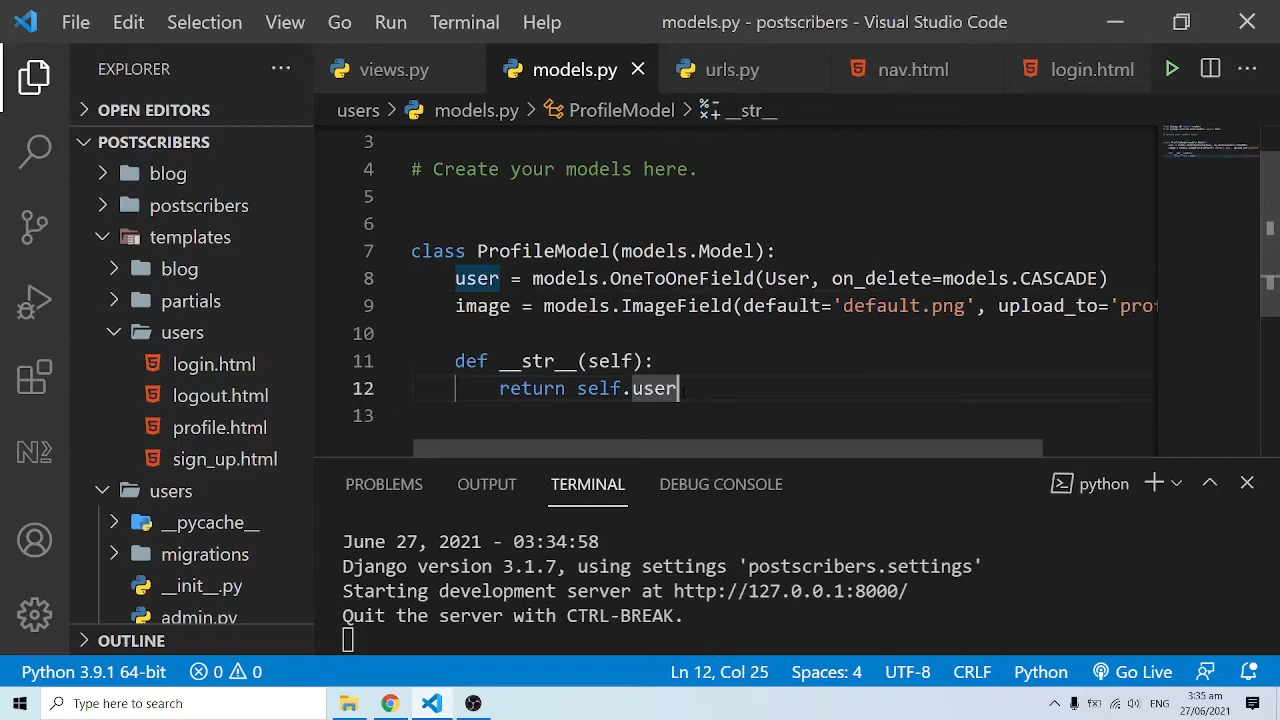 File Edit Selection View Go Run Terminal Help models.py - postscribers - Visual Studio Code
EXPLORER
views.py models.py urls.py nav.html login.html
OPEN EDITORS
users > models.py > ProfileModel > __str__
POSTSCRIBERS
blog
postscribers
templates
blog
partials
users
login.html
logout.html
profile.html
sign_up.html
users
__pycache__
migrations
__init__.py
admin.py
OUTLINE
3
4 # Create your models here.
5
6
7 class ProfileModel(models.Model):
8 user = models.OneToOneField(User, on_delete=models.CASCADE)
9 image = models.ImageField(default='default.png', upload_to='prof
10
11 def __str__(self):
12 return self.user
13
PROBLEMS OUTPUT TERMINAL DEBUG CONSOLE python
June 27, 2021 - 03:34:58
Django version 3.1.7, using settings 'postscribers.settings'
Starting development server at http://127.0.0.1:8000/
Quit the server with CTRL-BREAK.
Python 3.9.1 64-bit 0 0 Ln 12, Col 25 Spaces: 4 UTF-8 CRLF Python Go Live
Type here to search ENG 3:35 am
27/06/2021